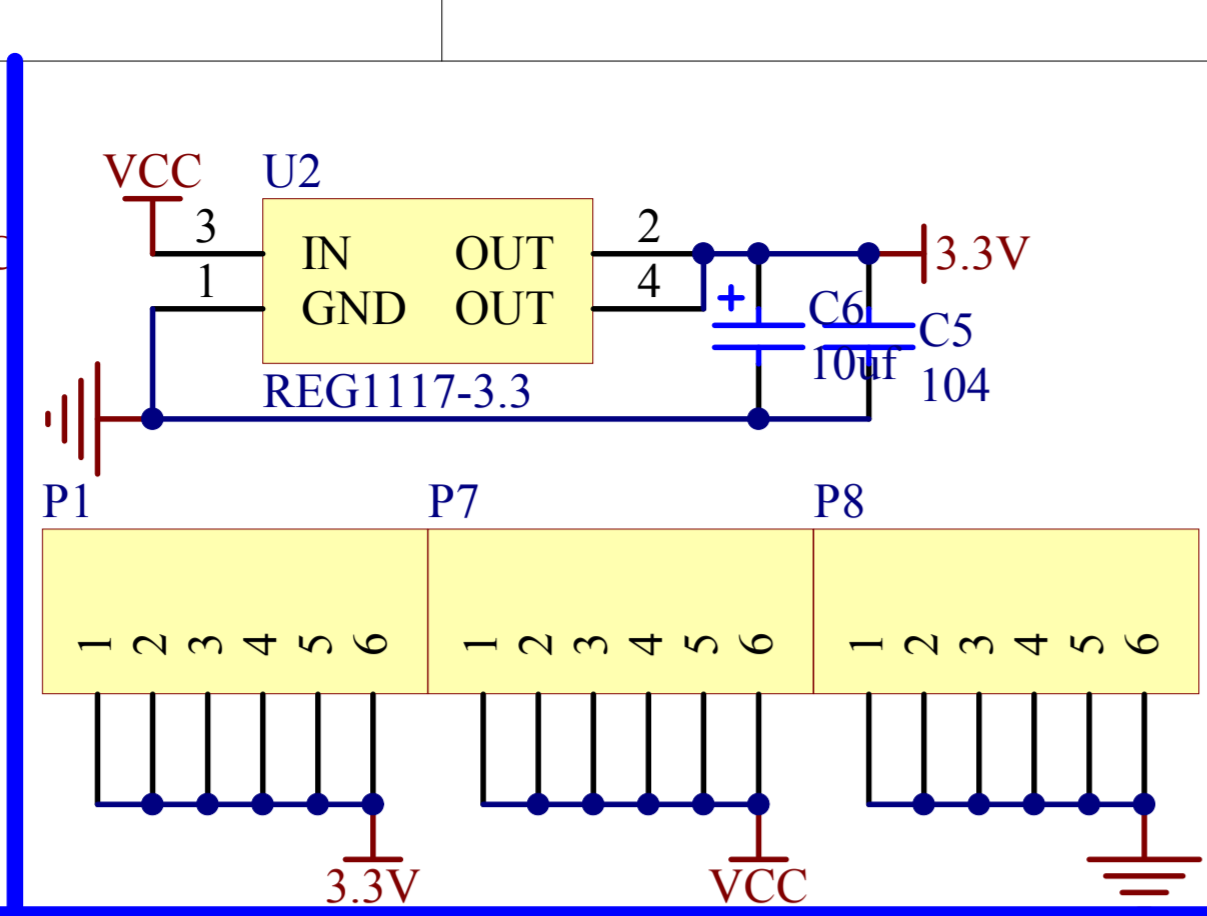 VCC
U2
3 IN OUT 2
1 GND OUT 4
3.3V
+
C6
10uf
C5
104
REG1117-3.3
P1 P7 P8
1 2 3 4 5 6 1 2 3 4 5 6 1 2 3 4 5 6
3.3V VCC